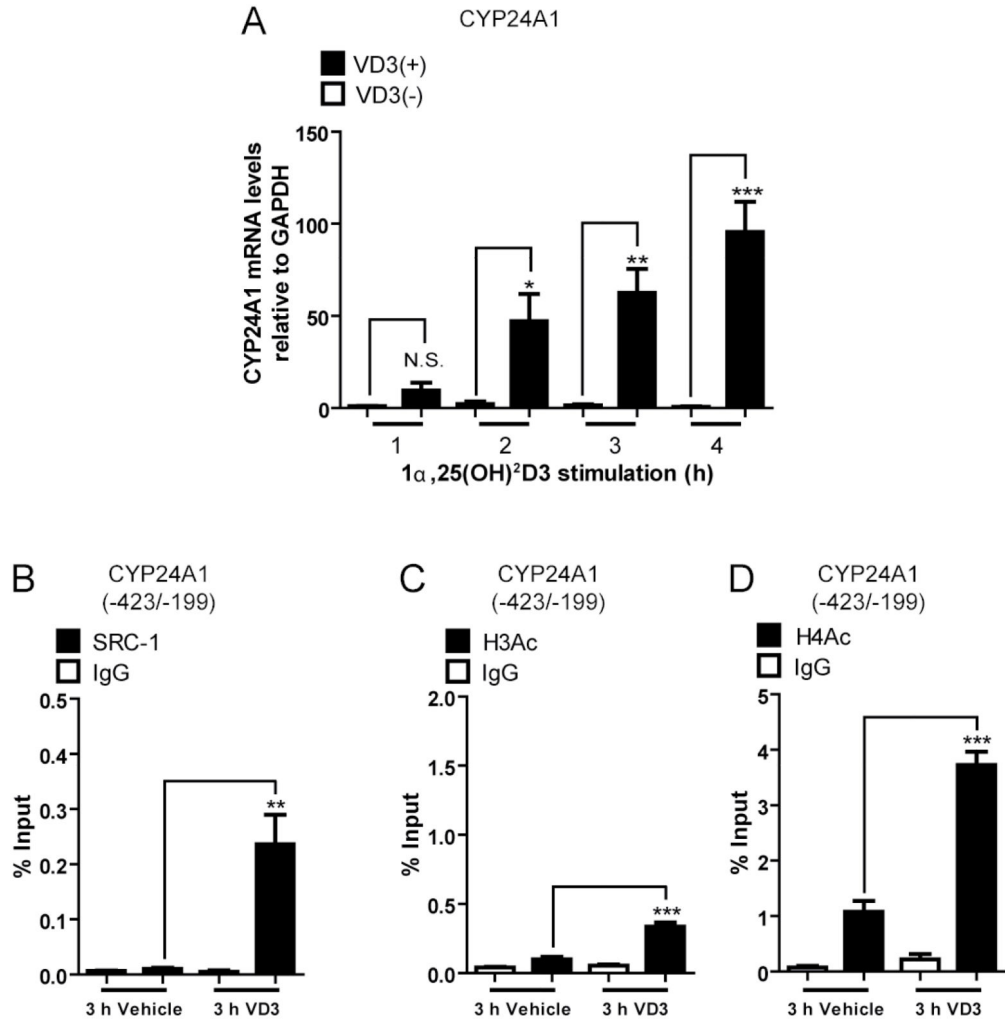 A
CYP24A1
VD3(+)
VD3(-)
CYP24A1 mRNA levels
relative to GAPDH
150
100
50
0
N.S.
*
**
***
1 2 3 4
1α,25(OH)²D3 stimulation (h)
B
CYP24A1
(-423/-199)
SRC-1
IgG
% Input
0.5
0.4
0.3
0.2
0.1
0.0
**
3 h Vehicle 3 h VD3
C
CYP24A1
(-423/-199)
H3Ac
IgG
% Input
2.0
1.5
1.0
0.5
0.0
***
3 h Vehicle 3 h VD3
D
CYP24A1
(-423/-199)
H4Ac
IgG
% Input
5
4
3
2
1
0
***
3 h Vehicle 3 h VD3